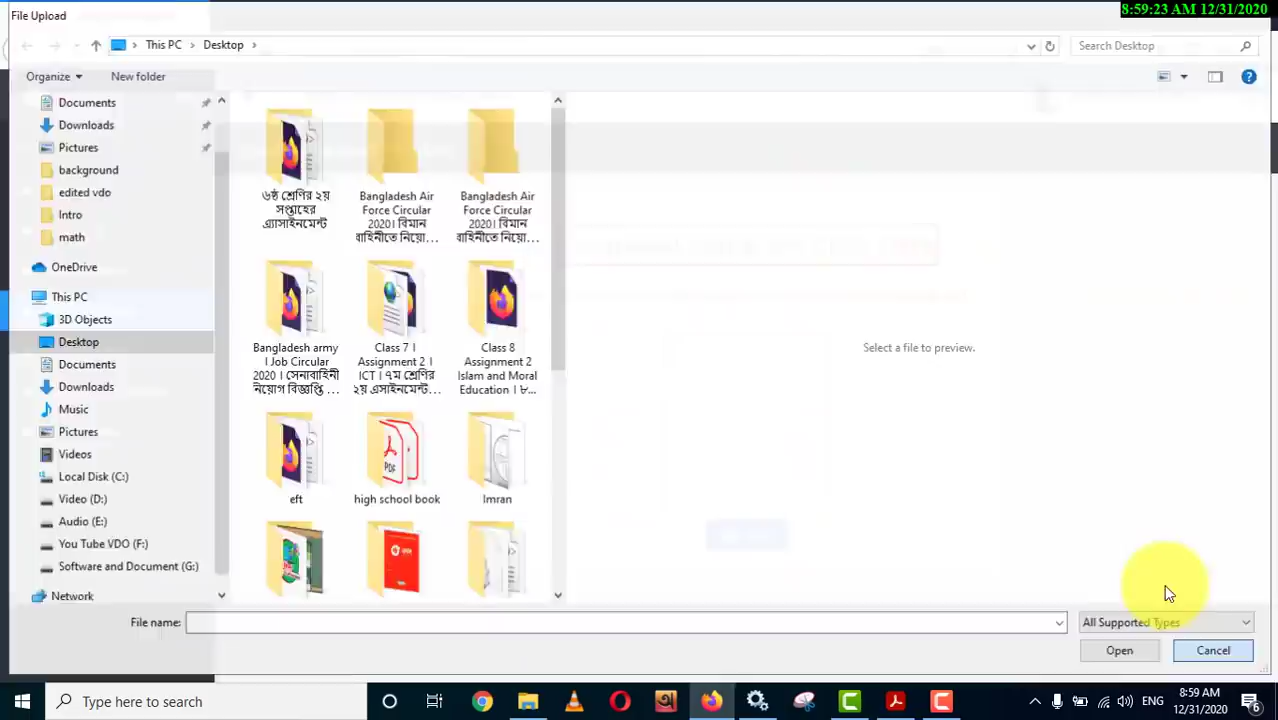 8:59:23 AM 12/31/2020
File Upload
This PC
Desktop
Search Desktop
Organize
New folder
Documents
Downloads
Pictures
background
edited vdo
Intro
math
OneDrive
This PC
3D Objects
Desktop
Documents
Downloads
Music
Pictures
Videos
Local Disk (C:)
Video (D:)
Audio (E:)
You Tube VDO (F:)
Software and Document (G:)
Network
৬ষ্ঠ শ্রেণির ২য়
সপ্তাহের
এ্যাসাইনমেন্ট
Bangladesh Air
Force Circular
2020। বিমান
বাহিনীতে নিয়ো...
Bangladesh Air
Force Circular
2020। বিমান
বাহিনীতে নিয়ো...
Bangladesh army
। Job Circular
2020 । সেনাবাহিনী
নিয়োগ বিজ্ঞপ্তি ...
Class 7 ।
Assignment 2 ।
ICT । ৭ম শ্রেণির
২য় এসাইনমেন্ট...
Class 8
Assignment 2
Islam and Moral
Education । ৮...
eft
high school book
Imran
Select a file to preview.
File name:
All Supported Types
Open
Cancel
Type here to search
ENG
8:59 AM
12/31/2020
6